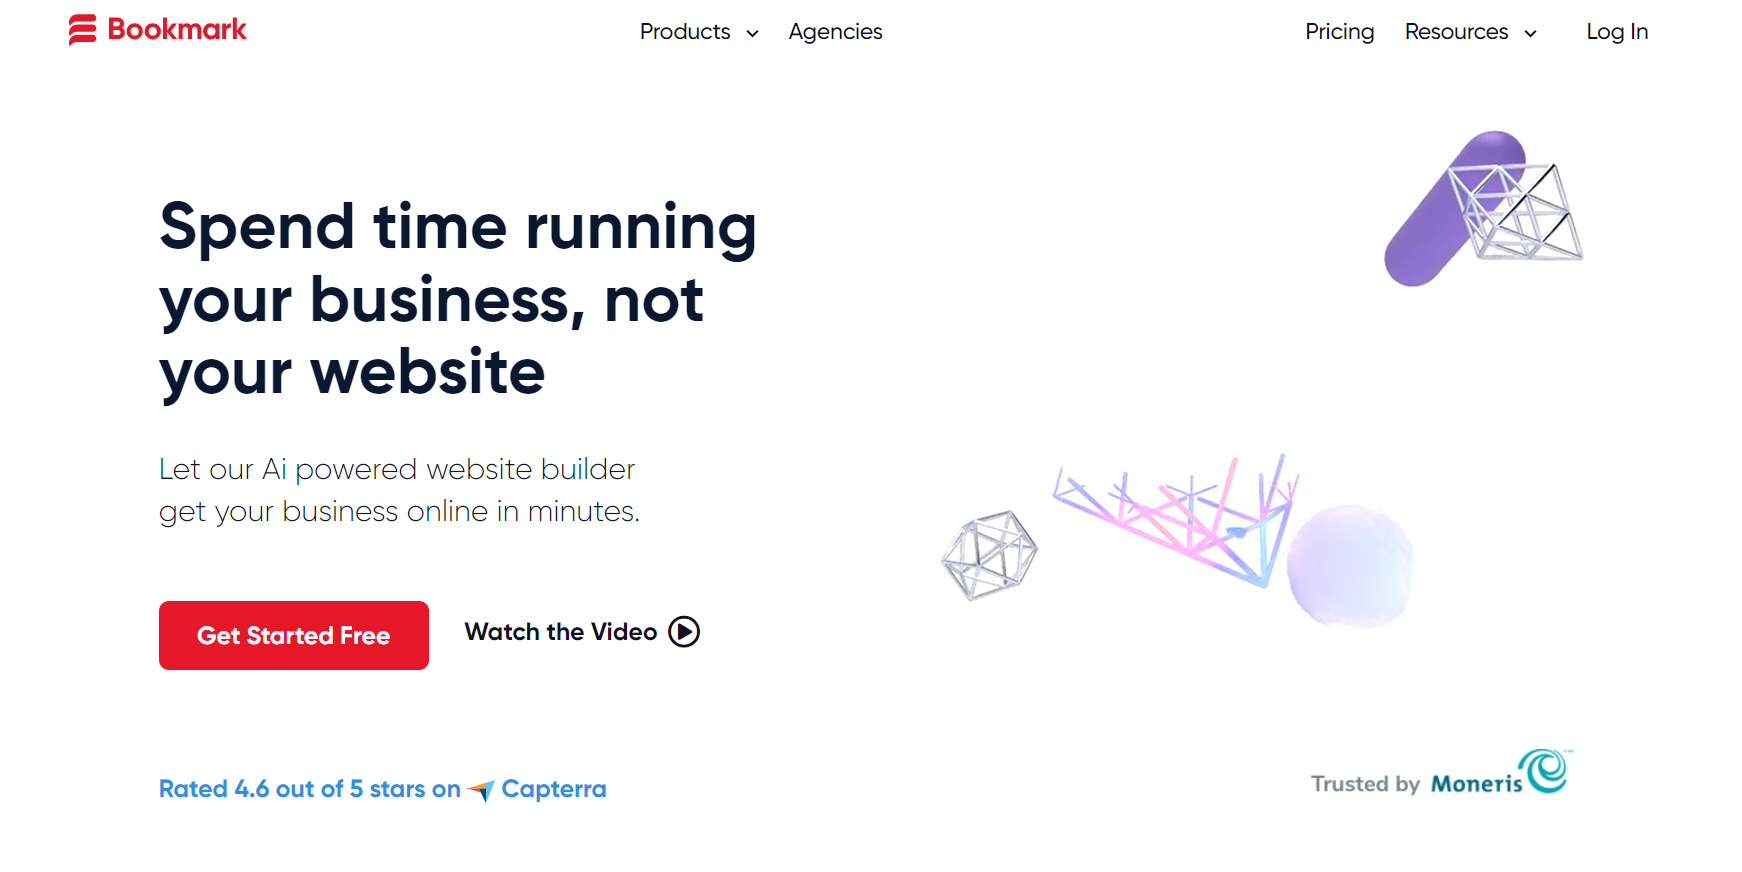 Bookmark
Products
Agencies
Pricing
Resources
Log In
Spend time running
your business, not
your website
Let our Ai powered website builder
get your business online in minutes.
Get Started Free
Watch the Video
Rated 4.6 out of 5 stars on Capterra
Trusted by Moneris